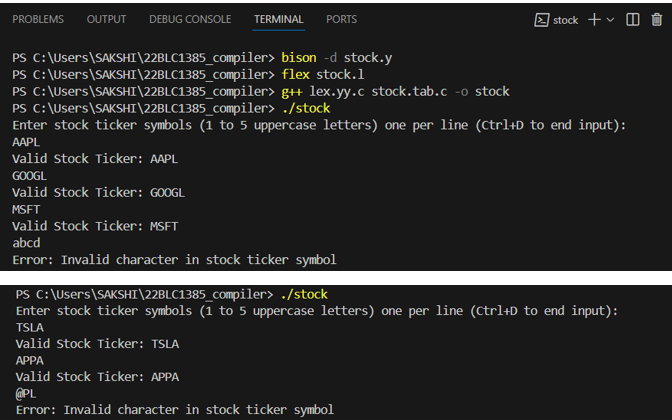 PROBLEMS OUTPUT DEBUG CONSOLE TERMINAL PORTS stock
PS C:\Users\SAKSHI\22BLC1385_compiler> bison -d stock.y
PS C:\Users\SAKSHI\22BLC1385_compiler> flex stock.l
PS C:\Users\SAKSHI\22BLC1385_compiler> g++ lex.yy.c stock.tab.c -o stock
PS C:\Users\SAKSHI\22BLC1385_compiler> ./stock
Enter stock ticker symbols (1 to 5 uppercase letters) one per line (Ctrl+D to end input):
AAPL
Valid Stock Ticker: AAPL
GOOGL
Valid Stock Ticker: GOOGL
MSFT
Valid Stock Ticker: MSFT
abcd
Error: Invalid character in stock ticker symbol
PS C:\Users\SAKSHI\22BLC1385_compiler> ./stock
Enter stock ticker symbols (1 to 5 uppercase letters) one per line (Ctrl+D to end input):
TSLA
Valid Stock Ticker: TSLA
APPA
Valid Stock Ticker: APPA
@PL
Error: Invalid character in stock ticker symbol